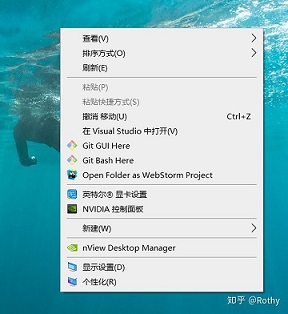 查看(V)
排序方式(O)
刷新(E)
粘贴(P)
粘贴快捷方式(S)
撤消 移动(U) Ctrl+Z
在 Visual Studio 中打开(V)
Git GUI Here
Git Bash Here
Open Folder as WebStorm Project
英特尔® 显卡设置
NVIDIA 控制面板
新建(W)
nView Desktop Manager
显示设置(D)
个性化(R)
知乎 @Rothy